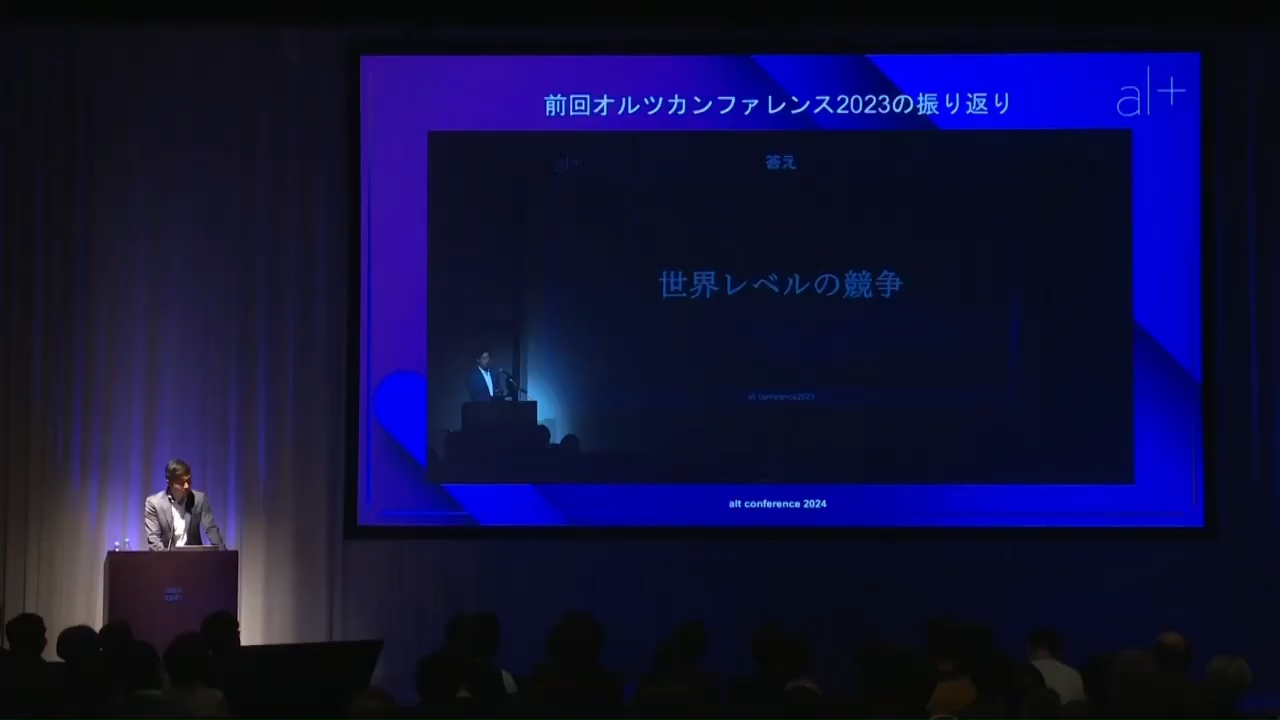 前回オルツカンファレンス2023の振り返り
al+
答え
世界レベルの競争
alt conference2023
alt conference 2024